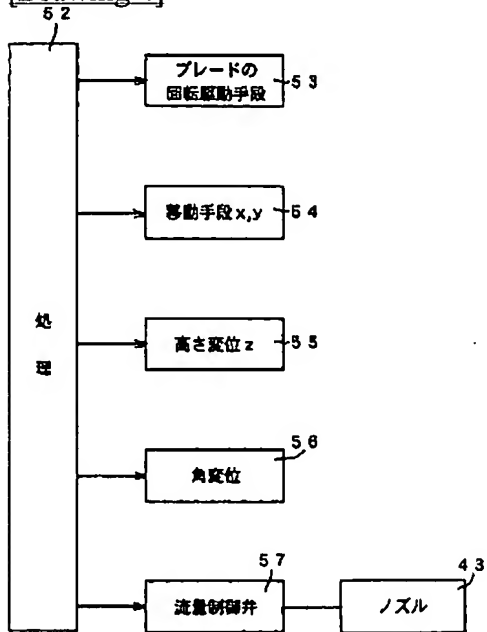 52
ブレードの
回転駆動手段
53
移動手段x,y
54
処
理
高さ変位z
55
56
角変位
57
流量制御弁
43
ノズル